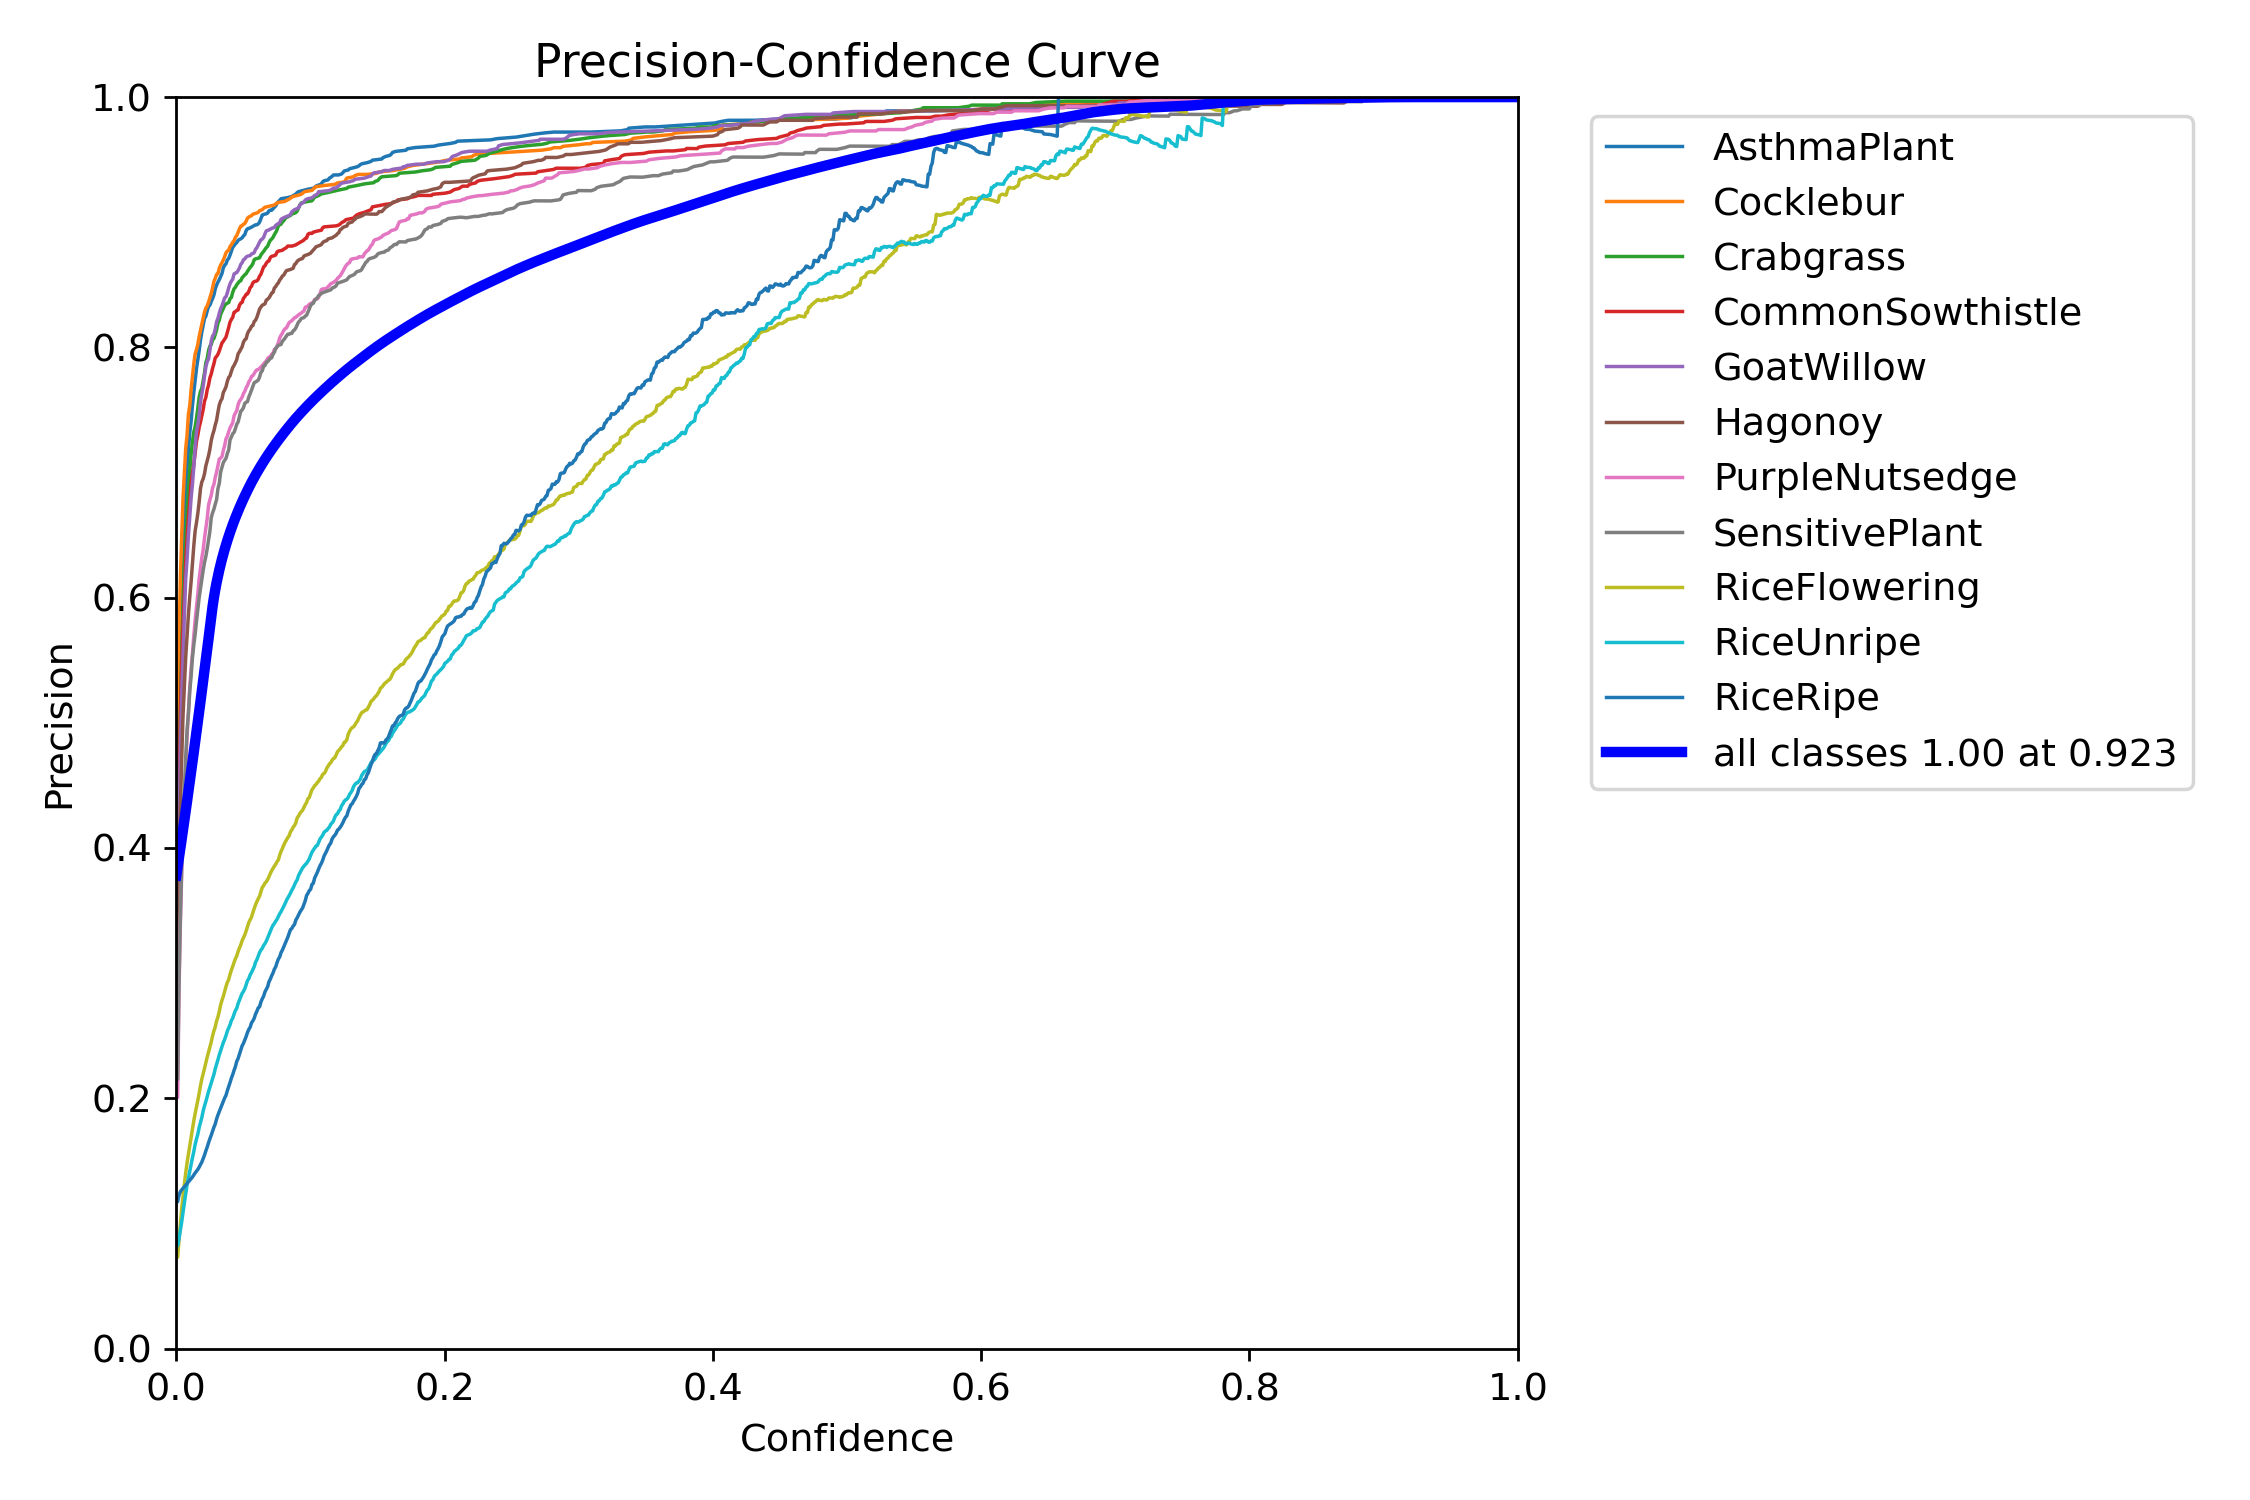 Precision-Confidence Curve
1.0
0.8
0.6
0.4
0.2
0.0
Precision
0.0 0.2 0.4 0.6 0.8 1.0
Confidence
AsthmaPlant
Cocklebur
Crabgrass
CommonSowthistle
GoatWillow
Hagonoy
PurpleNutsedge
SensitivePlant
RiceFlowering
RiceUnripe
RiceRipe
all classes 1.00 at 0.923